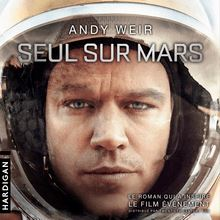 ANDY WEIR
SEUL SUR MARS
HARDIGAN
LE ROMAN QUI A INSPIRÉ
LE FILM ÉVÉNEMENT